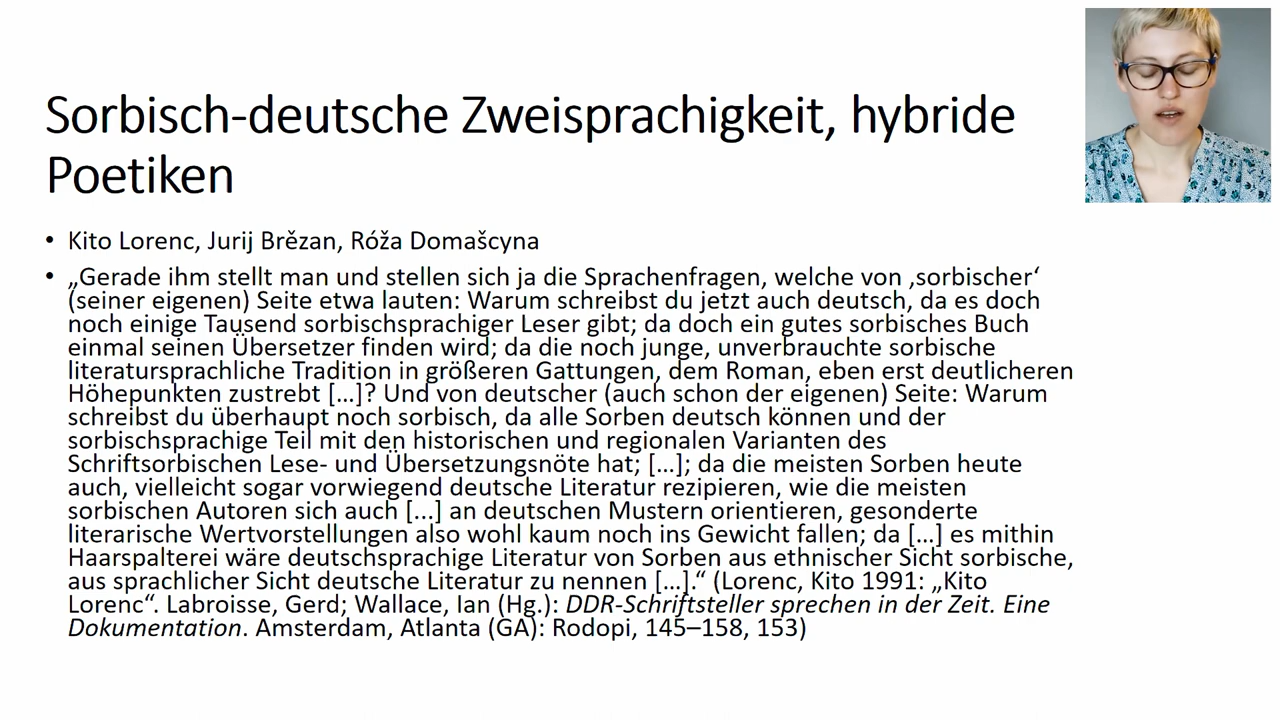 Sorbisch-deutsche Zweisprachigkeit, hybride
Poetiken
• Kito Lorenc, Jurij Brězan, Róža Domašcyna
• „Gerade ihm stellt man und stellen sich ja die Sprachenfragen, welche von ‚sorbischer‘
(seiner eigenen) Seite etwa lauten: Warum schreibst du jetzt auch deutsch, da es doch
noch einige Tausend sorbischsprachiger Leser gibt; da doch ein gutes sorbisches Buch
einmal seinen Übersetzer finden wird; da die noch junge, unverbrauchte sorbische
literatursprachliche Tradition in größeren Gattungen, dem Roman, eben erst deutlicheren
Höhepunkten zustrebt […]? Und von deutscher (auch schon der eigenen) Seite: Warum
schreibst du überhaupt noch sorbisch, da alle Sorben deutsch können und der
sorbischsprachige Teil mit den historischen und regionalen Varianten des
Schriftsorbischen Lese- und Übersetzungsnöte hat; […]; da die meisten Sorben heute
auch, vielleicht sogar vorwiegend deutsche Literatur rezipieren, wie die meisten
sorbischen Autoren sich auch […] an deutschen Mustern orientieren, gesonderte
literarische Wertvorstellungen also wohl kaum noch ins Gewicht fallen; da […] es mithin
Haarspalterei wäre deutschsprachige Literatur von Sorben aus ethnischer Sicht sorbische,
aus sprachlicher Sicht deutsche Literatur zu nennen […].“ (Lorenc, Kito 1991: „Kito
Lorenc“. Labroisse, Gerd; Wallace, Ian (Hg.): DDR-Schriftsteller sprechen in der Zeit. Eine
Dokumentation. Amsterdam, Atlanta (GA): Rodopi, 145–158, 153)